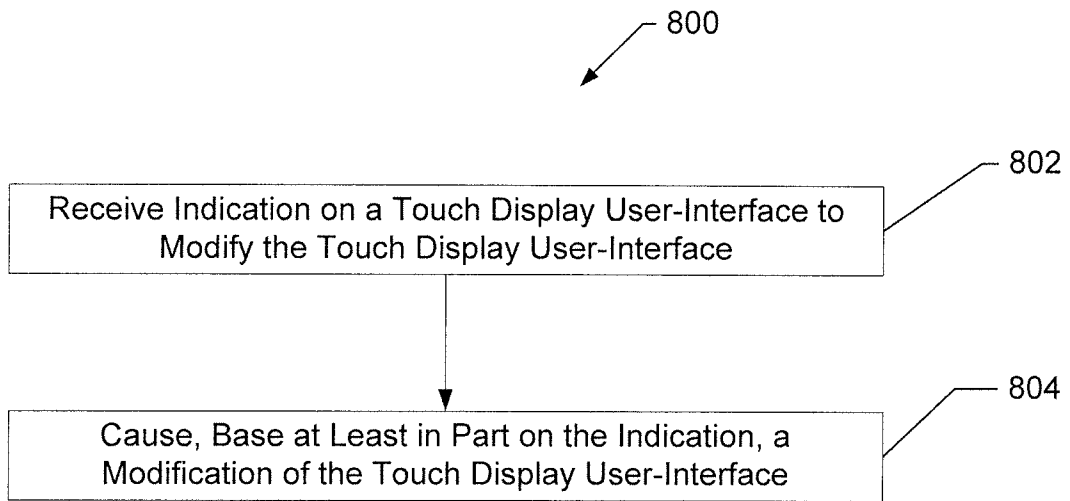 800
802
Receive Indication on a Touch Display User-Interface to
Modify the Touch Display User-Interface
804
Cause, Base at Least in Part on the Indication, a
Modification of the Touch Display User-Interface